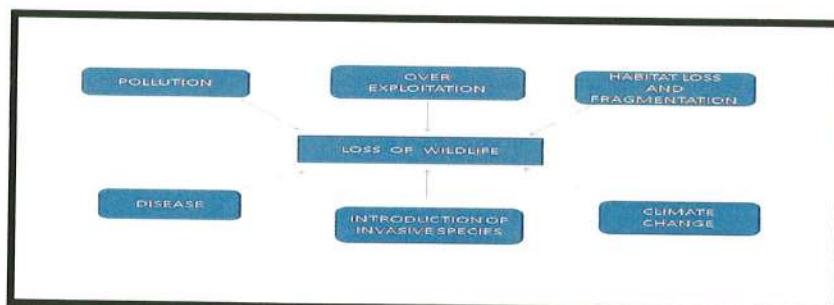 POLLUTION
OVER
EXPLOITATION
HABITAT LOSS
AND
FRAGMENTATION
LOSS OF WILDLIFE
DISEASE
INTRODUCTION OF
INVASIVE SPECIES
CLIMATE
CHANGE